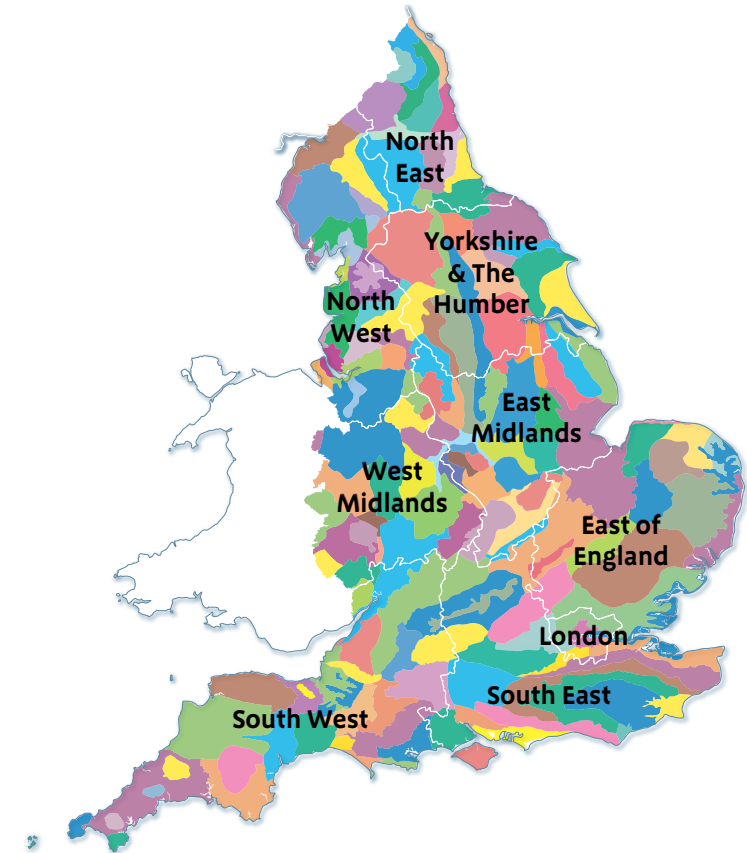 North
East
Yorkshire
& The
Humber
North
West
East
Midlands
West
Midlands
East of
England
London
South East
South West